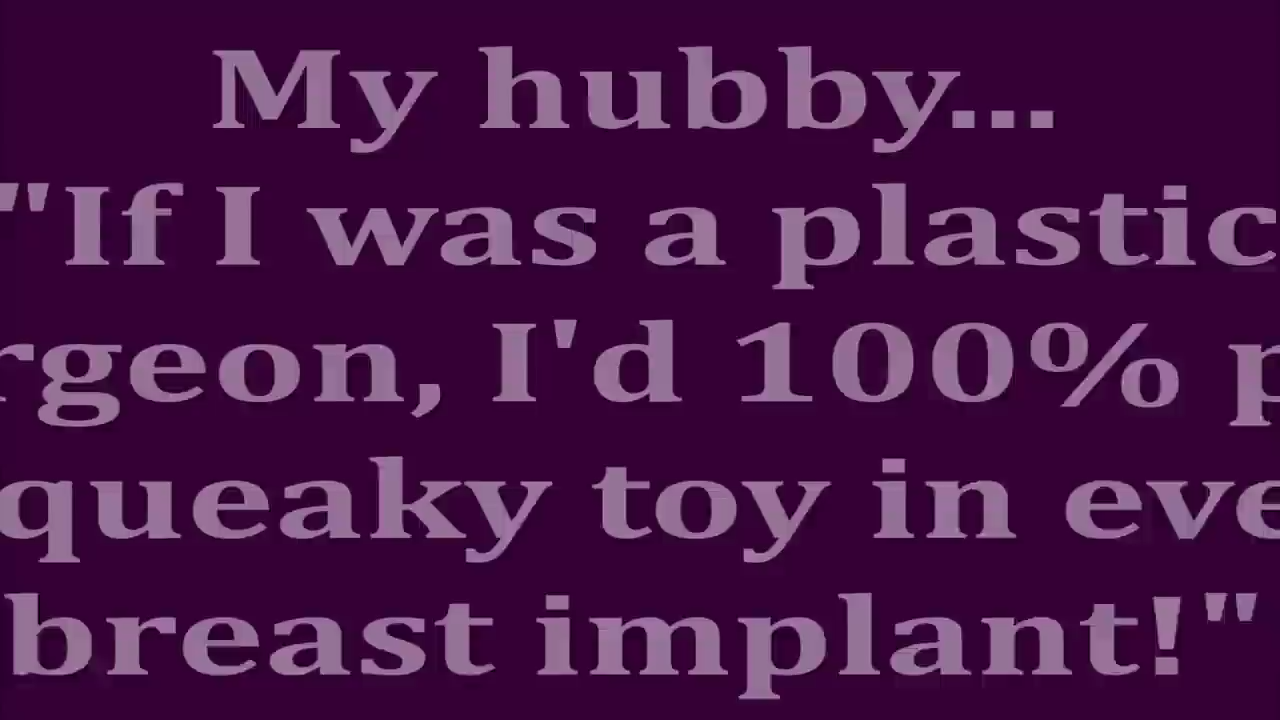 My hubby...
"If I was a plastic
rgeon, I'd 100% p
queaky toy in eve
breast implant!"